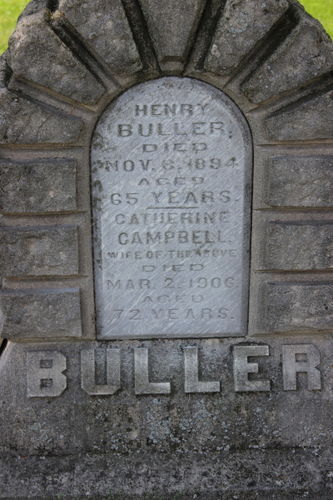 HENRY
BULLER,
DIED
NOV. 6. 1894
AGED
65 YEARS.
CATHERINE
CAMPBELL.
WIFE OF THE ABOVE
DIED
MAR. 2. 1906
AGED
72 YEARS.
BULLER